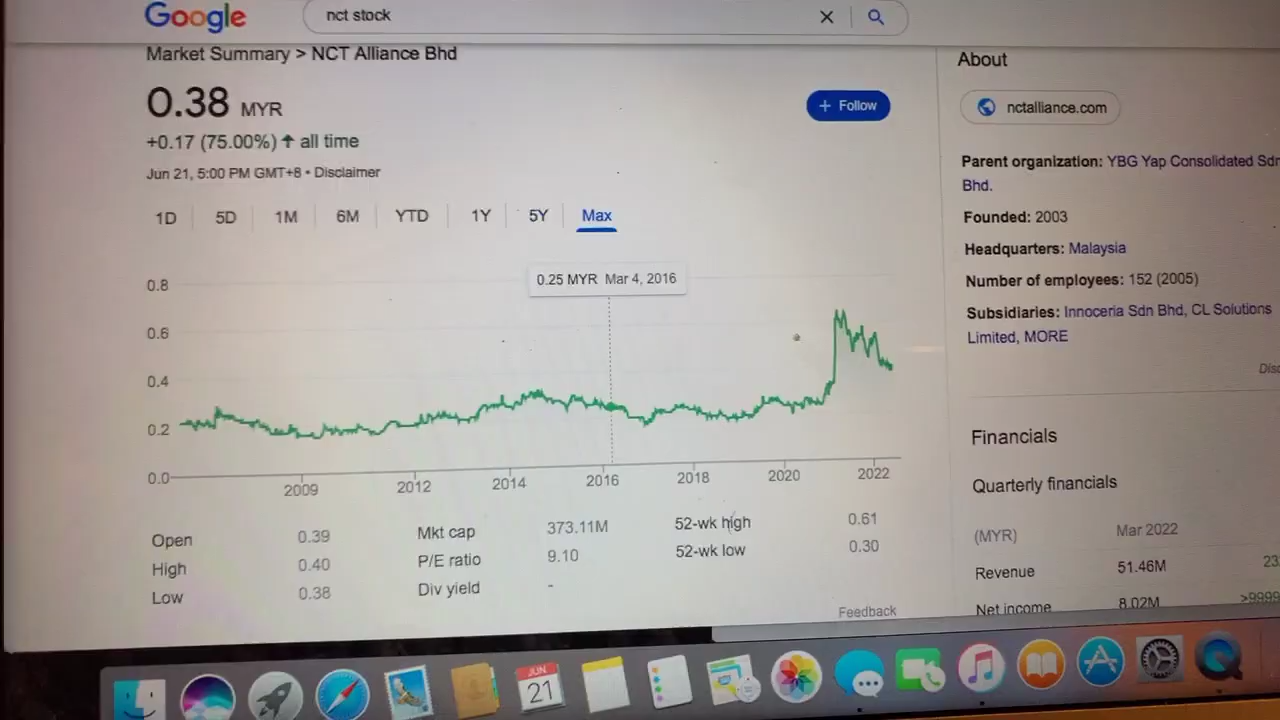 Google
nct stock
Market Summary > NCT Alliance Bhd
0.38 MYR
+ Follow
+0.17 (75.00%) ↑ all time
Jun 21, 5:00 PM GMT+8 • Disclaimer
1D 5D 1M 6M YTD 1Y 5Y Max
0.25 MYR Mar 4, 2016
0.8
0.6
0.4
0.2
0.0
2009 2012 2014 2016 2018 2020 2022
Open 0.39 Mkt cap 373.11M 52-wk high 0.61
High 0.40 P/E ratio 9.10 52-wk low 0.30
Low 0.38 Div yield -
Feedback
About
nctalliance.com
Parent organization: YBG Yap Consolidated Sdn
Bhd.
Founded: 2003
Headquarters: Malaysia
Number of employees: 152 (2005)
Subsidiaries: Innoceria Sdn Bhd, CL Solutions
Limited, MORE
Financials
Quarterly financials
(MYR) Mar 2022
Revenue 51.46M 23
Net income 8.02M >9999
JUN
21